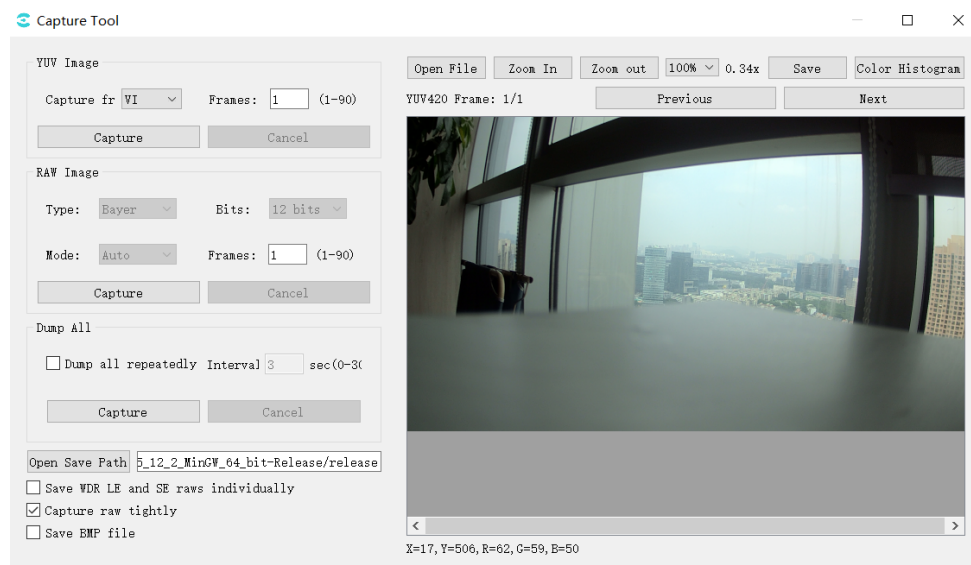 Capture Tool
YUV Image
Capture fr VI Frames: 1 (1-90)
Capture Cancel
RAW Image
Type: Bayer Bits: 12 bits
Mode: Auto Frames: 1 (1-90)
Capture Cancel
Dump All
Dump all repeatedly Interval 3 sec(0-30
Capture Cancel
Open Save Path 5_12_2_MinGW_64_bit-Release/release
Save WDR LE and SE raws individually
Capture raw tightly
Save BMP file
Open File Zoom In Zoom out 100% 0.34x Save Color Histogram
YUV420 Frame: 1/1 Previous Next
X=17, Y=506, R=62, G=59, B=50